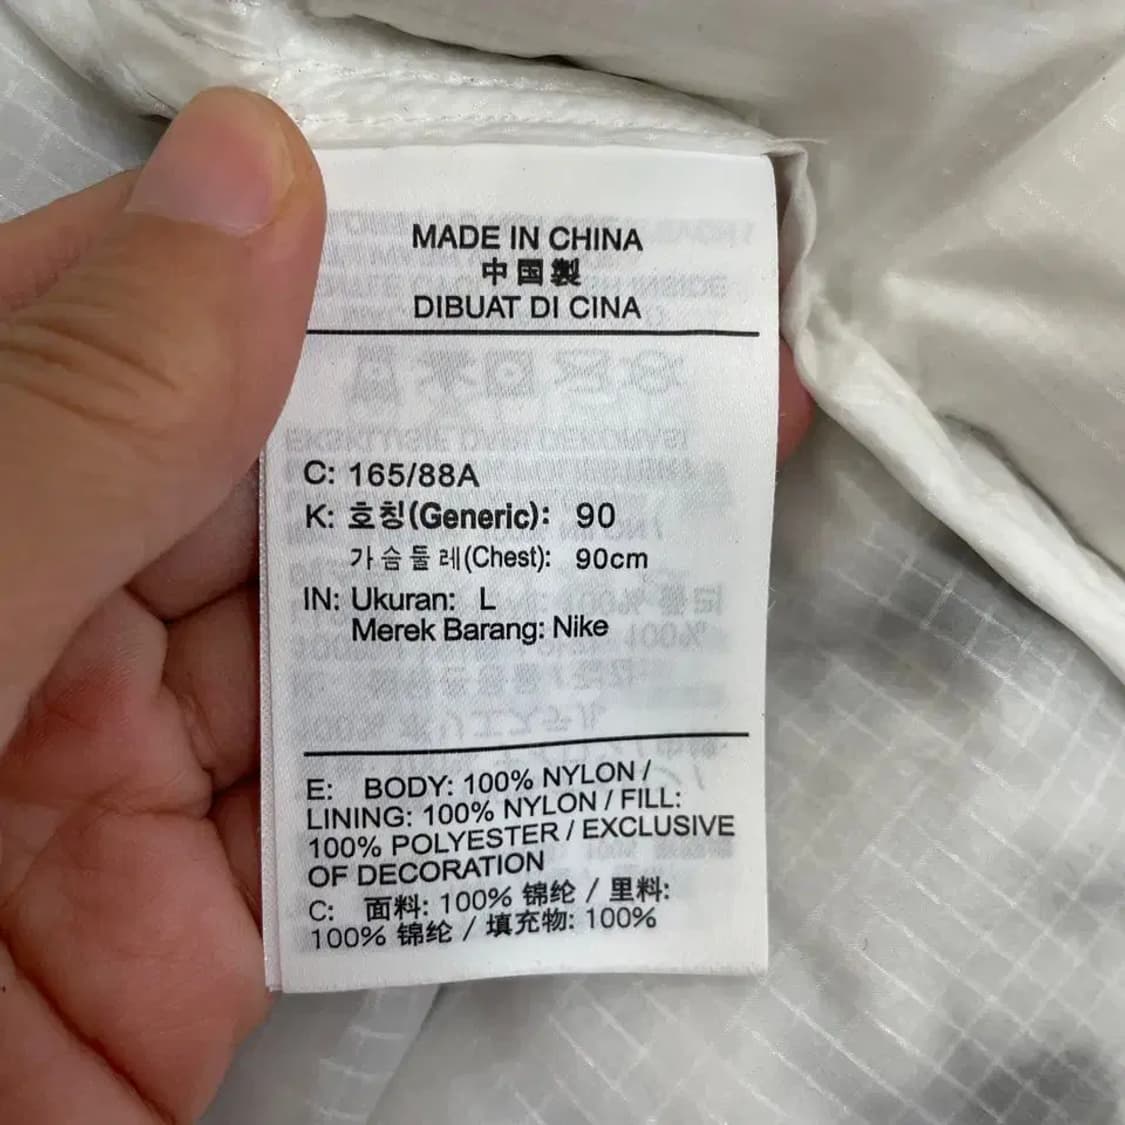 MADE IN CHINA
中国製
DIBUAT DI CINA
C: 165/88A
K: 호칭(Generic): 90
가슴둘레(Chest): 90cm
IN: Ukuran: L
Merek Barang: Nike
E: BODY: 100% NYLON /
LINING: 100% NYLON / FILL:
100% POLYESTER / EXCLUSIVE
OF DECORATION
C: 面料: 100% 锦纶 / 里料:
100% 锦纶 / 填充物: 100%